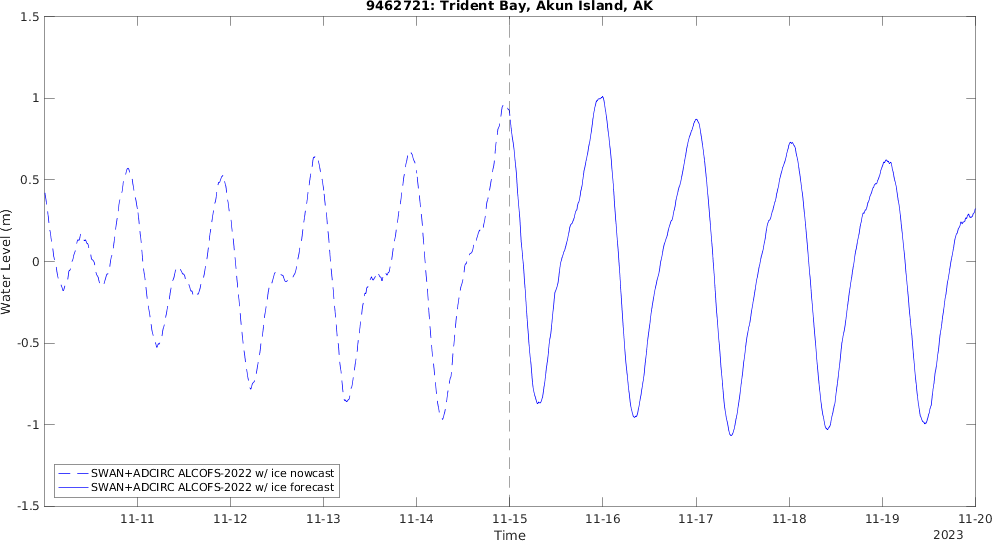 9462721: Trident Bay, Akun Island, AK
1.5
1
0.5
0
-0.5
-1
-1.5
Water Level (m)
SWAN+ADCIRC ALCOFS-2022 w/ ice nowcast
SWAN+ADCIRC ALCOFS-2022 w/ ice forecast
11-11 11-12 11-13 11-14 11-15 11-16 11-17 11-18 11-19 11-20
Time
2023